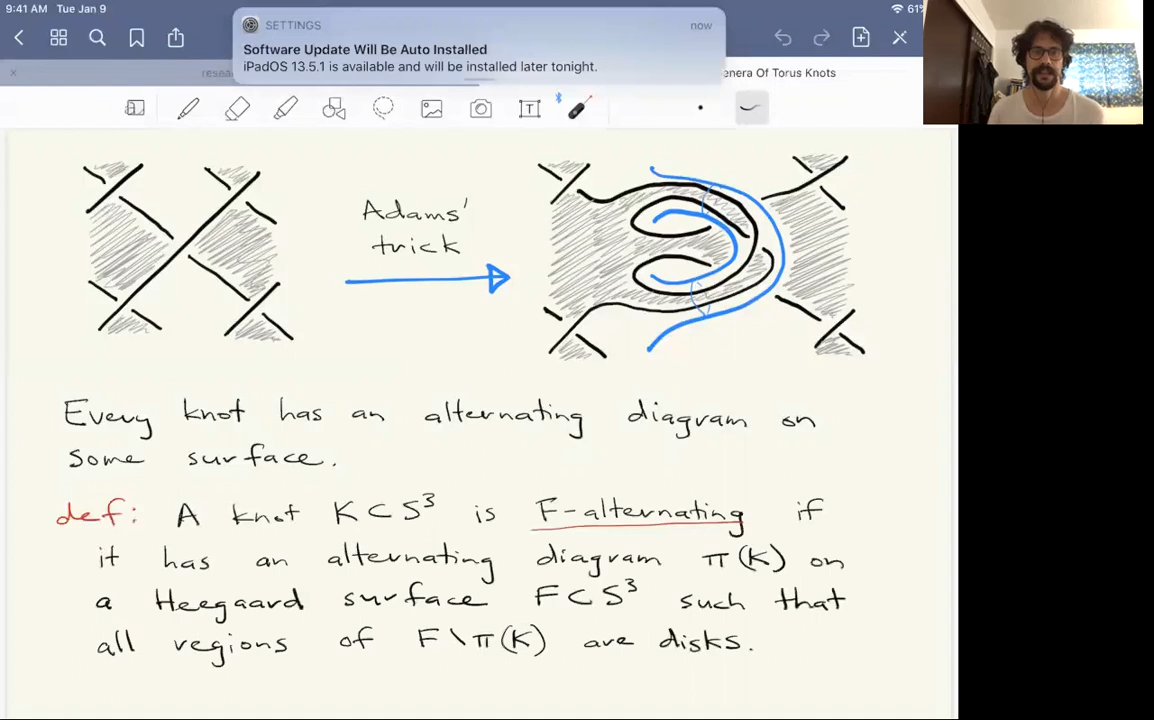 9:41 AM Tue Jan 9
61%
SETTINGS
now
Software Update Will Be Auto Installed
iPadOS 13.5.1 is available and will be installed later tonight.
enera Of Torus Knots
T
Adams'
trick
Every knot has an alternating diagram on
some surface.
def: A knot K⊂S³ is F-alternating if
it has an alternating diagram π(K) on
a Heegaard surface F⊂S³ such that
all regions of F\π(K) are disks.